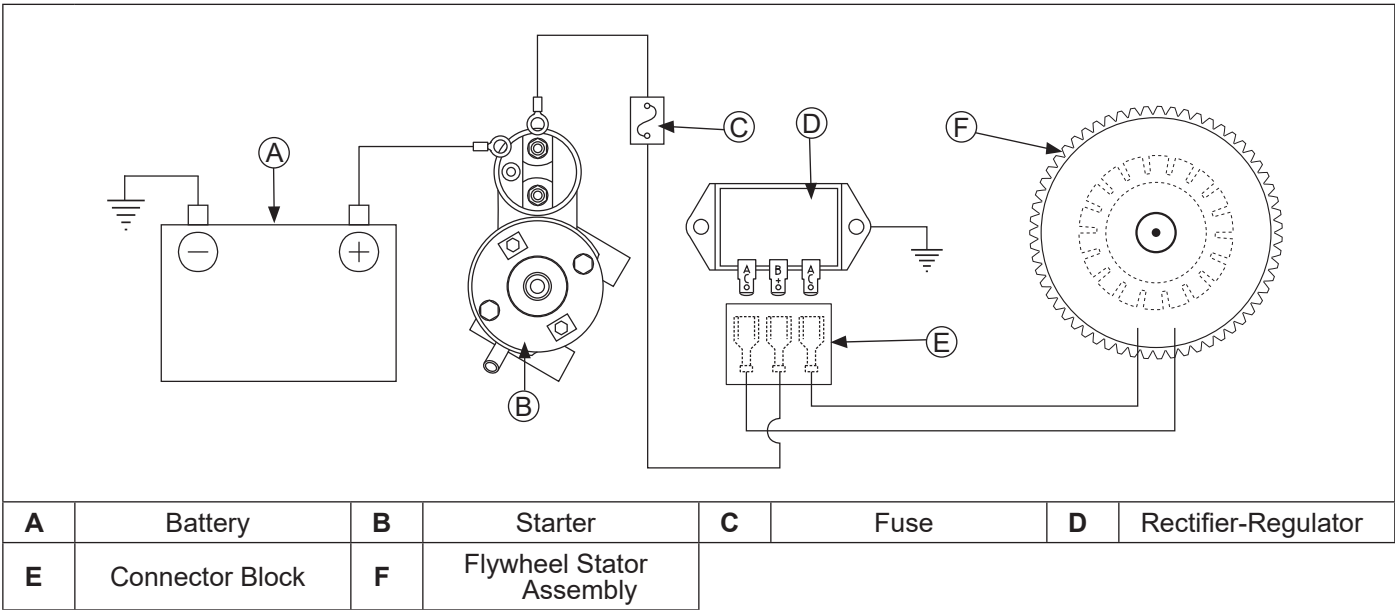 C
D
F
A
−
+
AC
B+
AC
E
B
A Battery B Starter C Fuse D Rectifier-Regulator
E Connector Block F Flywheel Stator
Assembly